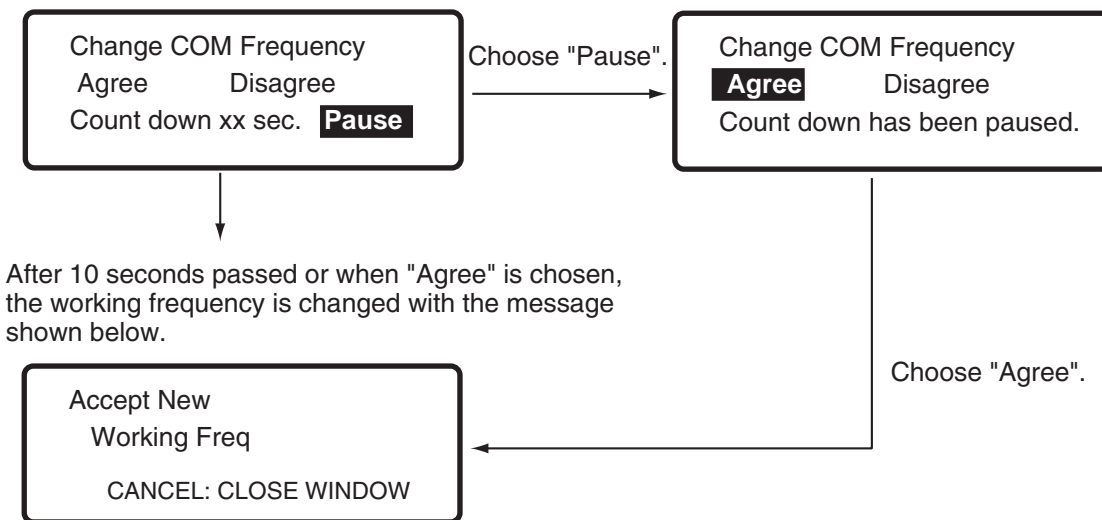 Change COM Frequency
Agree Disagree
Count down xx sec. Pause
Choose "Pause".
Change COM Frequency
Agree Disagree
Count down has been paused.
After 10 seconds passed or when "Agree" is chosen,
the working frequency is changed with the message
shown below.
Choose "Agree".
Accept New
Working Freq
CANCEL: CLOSE WINDOW